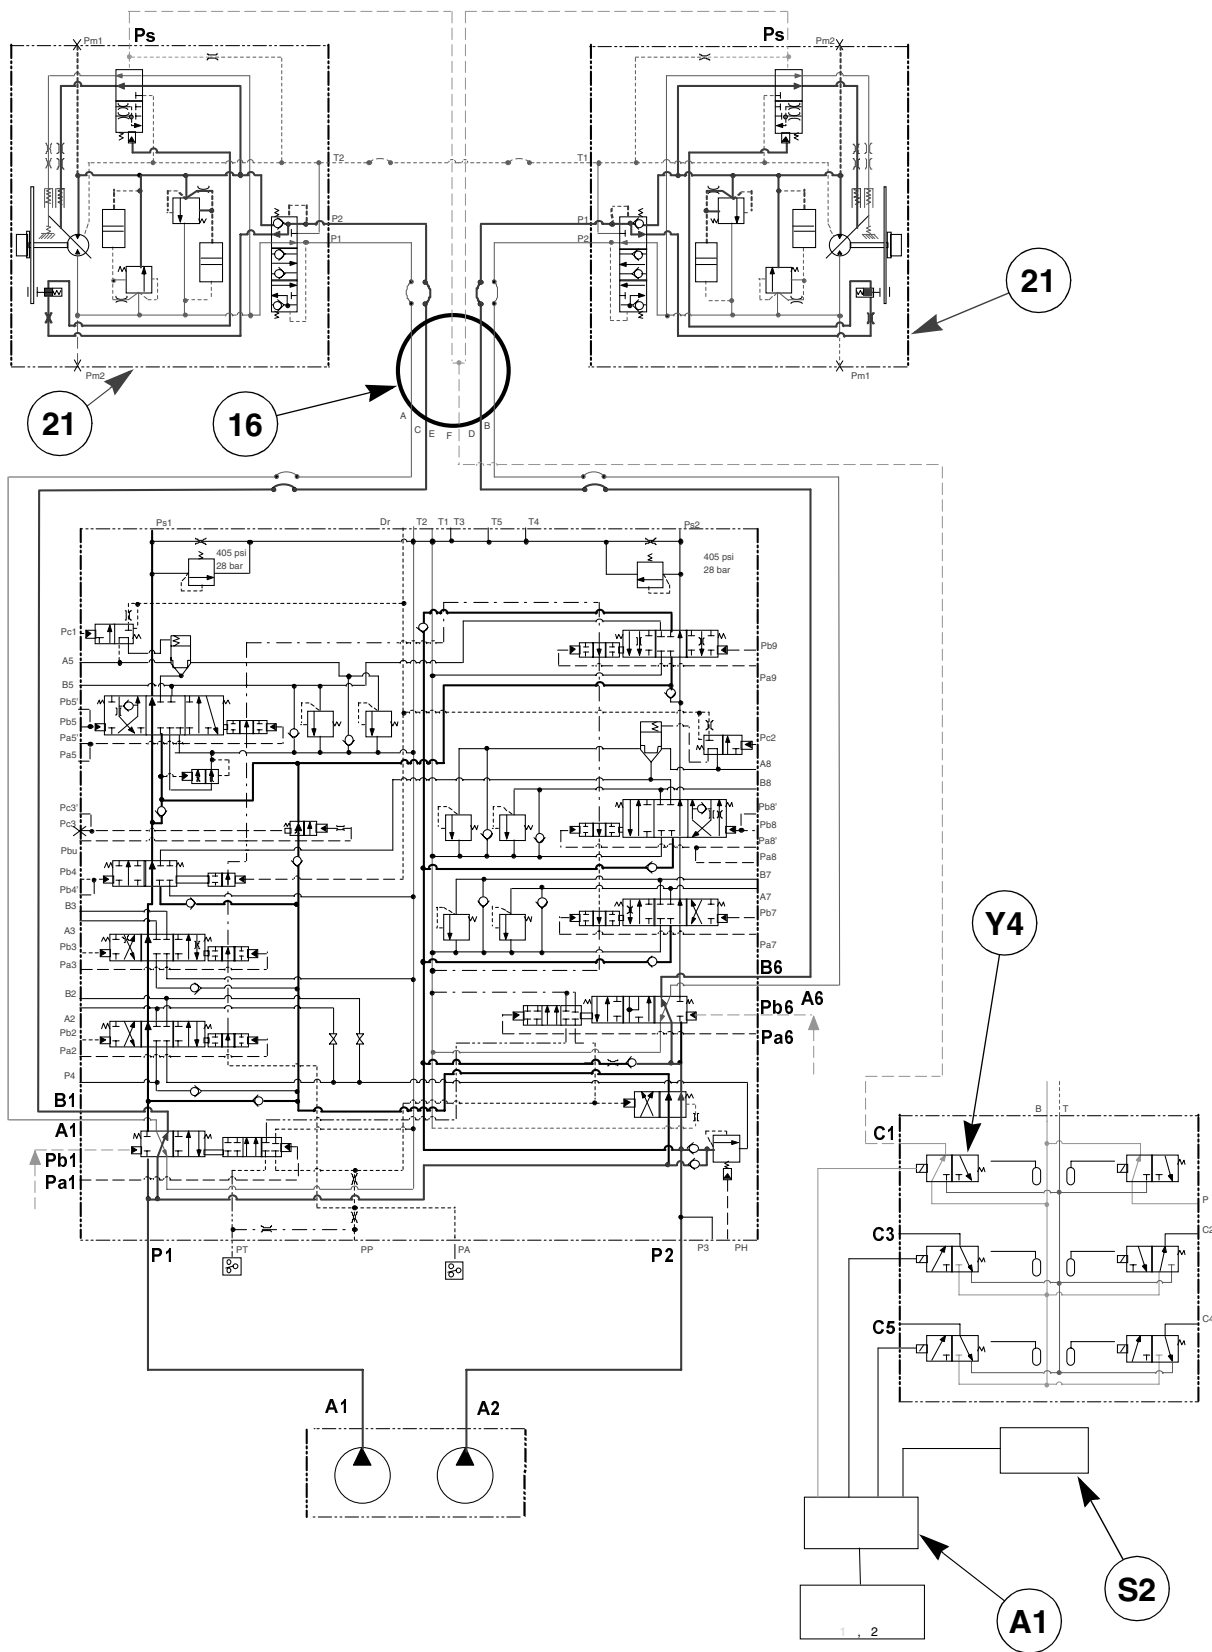 Pm1
Ps
Ps
Pm2
T2
T1
P2
P1
P1
P2
21
Pm2
Pm1
21
16
A
C
E
F
D
B
Ps1
Dr
T2
T1
T3
T5
T4
Ps2
405 psi
28 bar
405 psi
28 bar
Pc1
A5
B5
Pb5'
Pb5
Pa5'
Pa5
Pc3'
Pc3
Pbu
Pb4
Pb4'
B3
A3
Pb3
Pa3
B2
A2
Pb2
Pa2
P4
B1
A1
Pb1
Pa1
Pb9
Pa9
Pc2
A8
B8
Pb8'
Pb8
Pa8'
Pa8
B7
A7
Pb7
Pa7
B6
A6
Pb6
Pa6
Y4
P1
PT
PP
PA
P2
P3
PH
B
T
C1
P
C3
C2
C5
C4
A1
A2
S2
A1
1 , 2